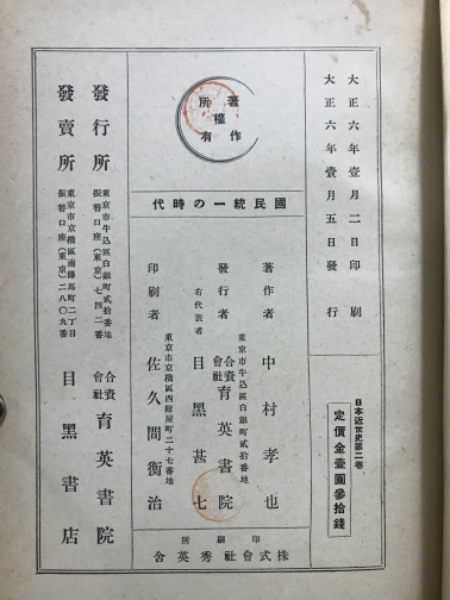 大正六年壹月二日印刷
大正六年壹月五日發行
日本近世史第二卷
定價金壹圓參拾錢
著作權所有
國民統一の時代
著作者 中村孝也
東京市牛込區白銀町貳拾番地
發行者 合資會社育英書院
右代表者 目黑甚七
東京市京橋區西紺屋町二十七番地
印刷者 佐久間衡治
印刷所
株式會社秀英舍
發行所 東京市牛込區白銀町貳拾番地
振替口座(東京)七四二番
合資會社 育英書院
發賣所 東京市京橋區南傳馬町二丁目
振替口座(東京)二八〇九番
目黑書店